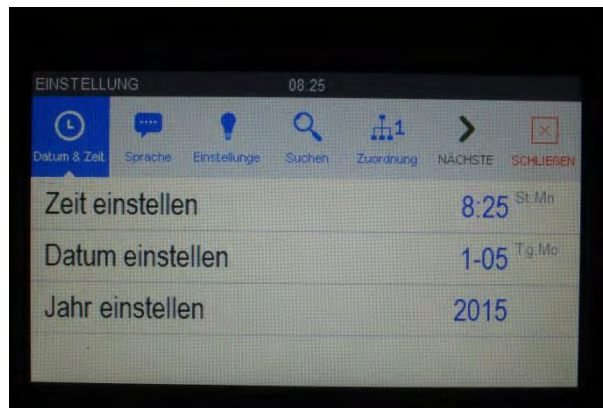 EINSTELLUNG 08:25
Datum & Zeit Sprache Einstellunge Suchen 1 Zuordnung NÄCHSTE SCHLIEßEN
Zeit einstellen 8:25 St:Mn
Datum einstellen 1-05 Tg:Mo
Jahr einstellen 2015